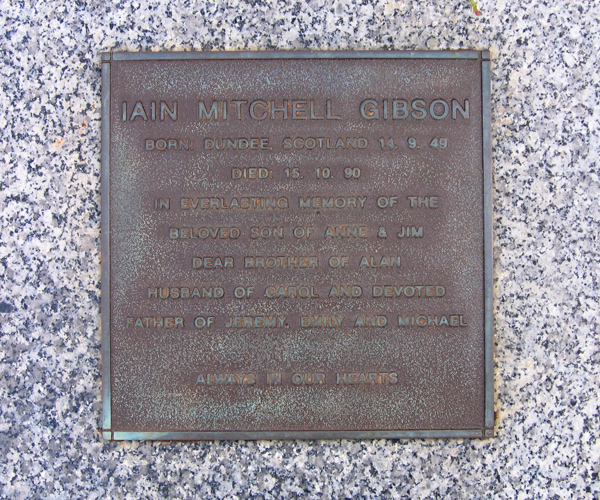 IAIN MITCHELL GIBSON
BORN: DUNDEE, SCOTLAND 14. 9. 49
DIED: 15. 10. 90
IN EVERLASTING MEMORY OF THE
BELOVED SON OF ANNE & JIM
DEAR BROTHER OF ALAN
HUSBAND OF CAROL AND DEVOTED
FATHER OF JEREMY, EMILY AND MICHAEL
ALWAYS IN OUR HEARTS